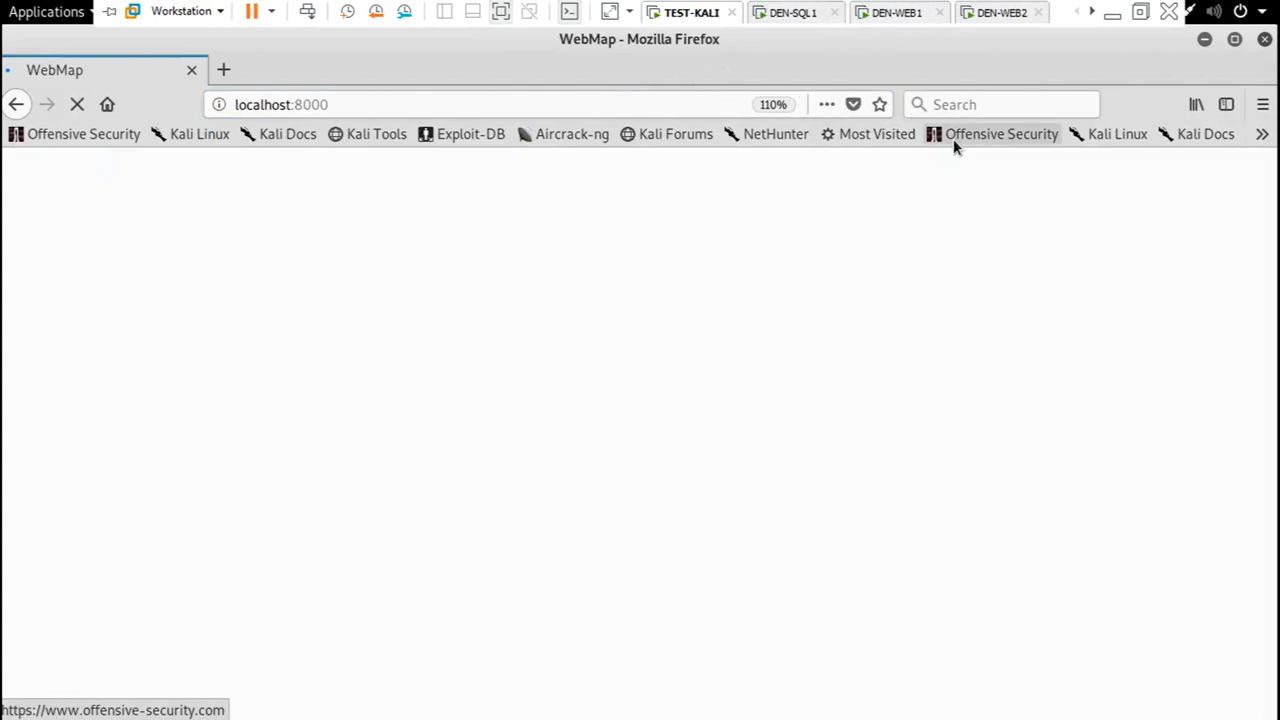 Applications Workstation TEST-KALI DEN-SQL1 DEN-WEB1 DEN-WEB2
WebMap - Mozilla Firefox
WebMap
localhost:8000 110% Search
Offensive Security Kali Linux Kali Docs Kali Tools Exploit-DB Aircrack-ng Kali Forums NetHunter Most Visited Offensive Security Kali Linux Kali Docs
https://www.offensive-security.com